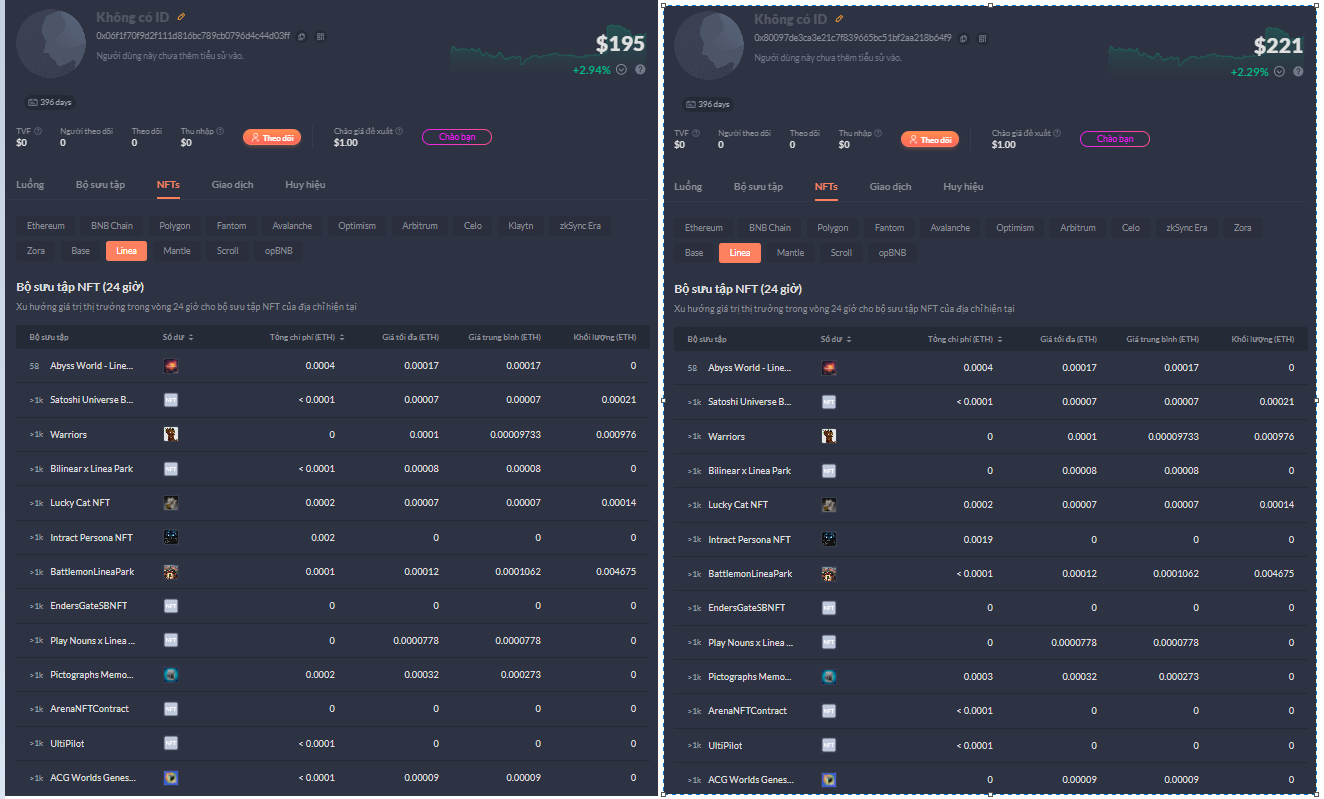 Không có ID
0x06f1f70f9d2f111d816bc789cb0796d4c44d03ff
Người dùng này chưa thêm tiểu sử vào.
$195
+2.94%
396 days
TVF Người theo dõi Theo dõi Thu nhập Theo dõi Chào giá đề xuất Chào bạn
$0 0 0 $0 $1.00
Luồng Bộ sưu tập NFTs Giao dịch Huy hiệu
Ethereum BNB Chain Polygon Fantom Avalanche Optimism Arbitrum Celo Klaytn zkSync Era
Zora Base Linea Mantle Scroll opBNB
Bộ sưu tập NFT (24 giờ)
Xu hướng giá trị thị trường trong vòng 24 giờ cho bộ sưu tập NFT của địa chỉ hiện tại
Bộ sưu tập Số dư Tổng chi phí (ETH) Giá tối đa (ETH) Giá trung bình (ETH) Khối lượng (ETH)
58 Abyss World - Line... 0.0004 0.00017 0.00017 0
>1k Satoshi Universe B... NFT < 0.0001 0.00007 0.00007 0.00021
>1k Warriors 0 0.0001 0.00009733 0.000976
>1k Bilinear x Linea Park NFT < 0.0001 0.00008 0.00008 0
>1k Lucky Cat NFT 0.0002 0.00007 0.00007 0.00014
>1k Intract Persona NFT 0.002 0 0 0
>1k BattlemonLineaPark 0.0001 0.00012 0.0001062 0.004675
>1k EndersGateSBNFT NFT 0 0 0 0
>1k Play Nouns x Linea ... NFT 0 0.0000778 0.0000778 0
>1k Pictographs Memo... 0.0002 0.00032 0.000273 0
>1k ArenaNFTContract NFT 0 0 0 0
>1k UltiPilot NFT < 0.0001 0 0 0
>1k ACG Worlds Genes... < 0.0001 0.00009 0.00009 0
Không có ID
0x80097de3ca3e21c7f839665bc51bf2aa218b64f9
Người dùng này chưa thêm tiểu sử vào.
$221
+2.29%
396 days
TVF Người theo dõi Theo dõi Thu nhập Theo dõi Chào giá đề xuất Chào bạn
$0 0 0 $0 $1.00
Luồng Bộ sưu tập NFTs Giao dịch Huy hiệu
Ethereum BNB Chain Polygon Fantom Avalanche Optimism Arbitrum Celo zkSync Era Zora
Base Linea Mantle Scroll opBNB
Bộ sưu tập NFT (24 giờ)
Xu hướng giá trị thị trường trong vòng 24 giờ cho bộ sưu tập NFT của địa chỉ hiện tại
Bộ sưu tập Số dư Tổng chi phí (ETH) Giá tối đa (ETH) Giá trung bình (ETH) Khối lượng (ETH)
58 Abyss World - Line... 0.0004 0.00017 0.00017 0
>1k Satoshi Universe B... NFT < 0.0001 0.00007 0.00007 0.00021
>1k Warriors 0 0.0001 0.00009733 0.000976
>1k Bilinear x Linea Park NFT 0 0.00008 0.00008 0
>1k Lucky Cat NFT 0.0002 0.00007 0.00007 0.00014
>1k Intract Persona NFT 0.0019 0 0 0
>1k BattlemonLineaPark < 0.0001 0.00012 0.0001062 0.004675
>1k EndersGateSBNFT NFT 0 0 0 0
>1k Play Nouns x Linea ... NFT 0 0.0000778 0.0000778 0
>1k Pictographs Memo... 0.0003 0.00032 0.000273 0
>1k ArenaNFTContract NFT < 0.0001 0 0 0
>1k UltiPilot NFT < 0.0001 0 0 0
>1k ACG Worlds Genes... 0 0.00009 0.00009 0